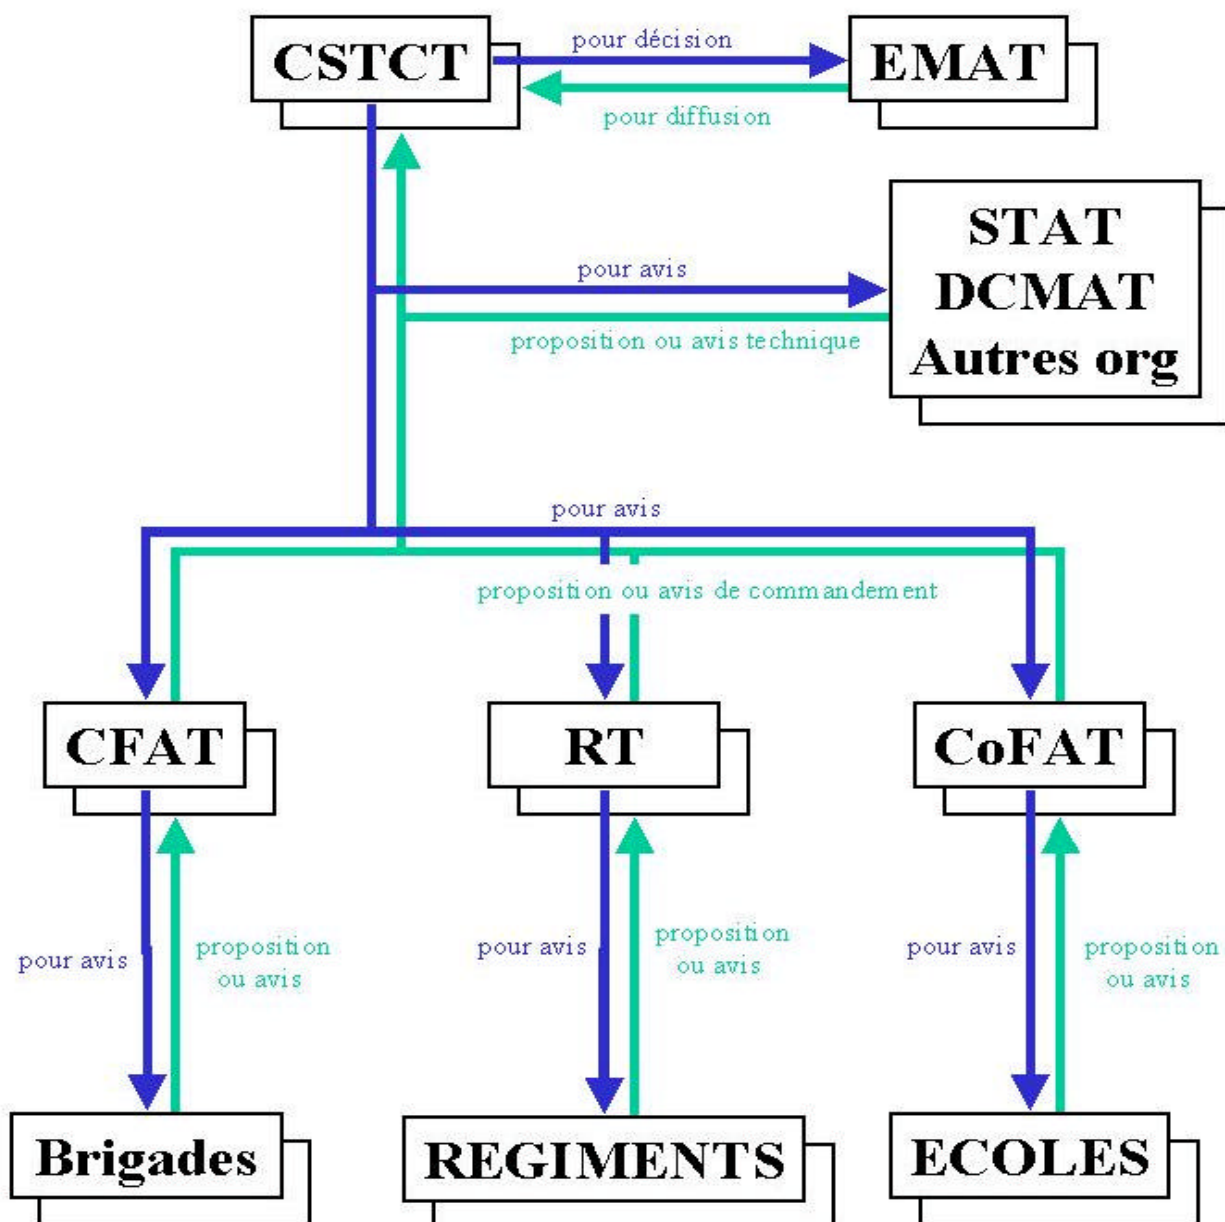 CSTCT
pour décision
EMAT
pour diffusion
STAT
DCMAT
Autres org
pour avis
proposition ou avis technique
pour avis
proposition ou avis de commandement
CFAT
RT
CoFAT
pour avis
proposition
ou avis
pour avis
proposition
ou avis
pour avis
proposition
ou avis
Brigades
REGIMENTS
ECOLES